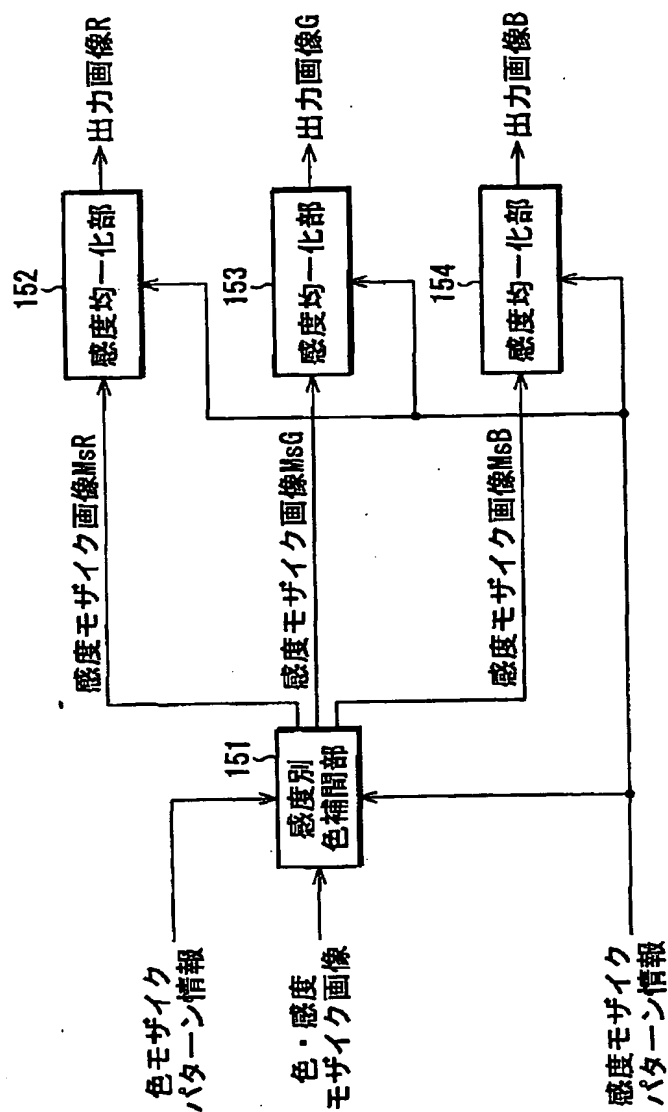 色モザイク
パターン情報
色・感度
モザイク画像
感度モザイク
パターン情報
151
感度別
色補間部
感度モザイク画像MsR
感度モザイク画像MsG
感度モザイク画像MsB
152
感度均一化部
出力画像R
153
感度均一化部
出力画像G
154
感度均一化部
出力画像B